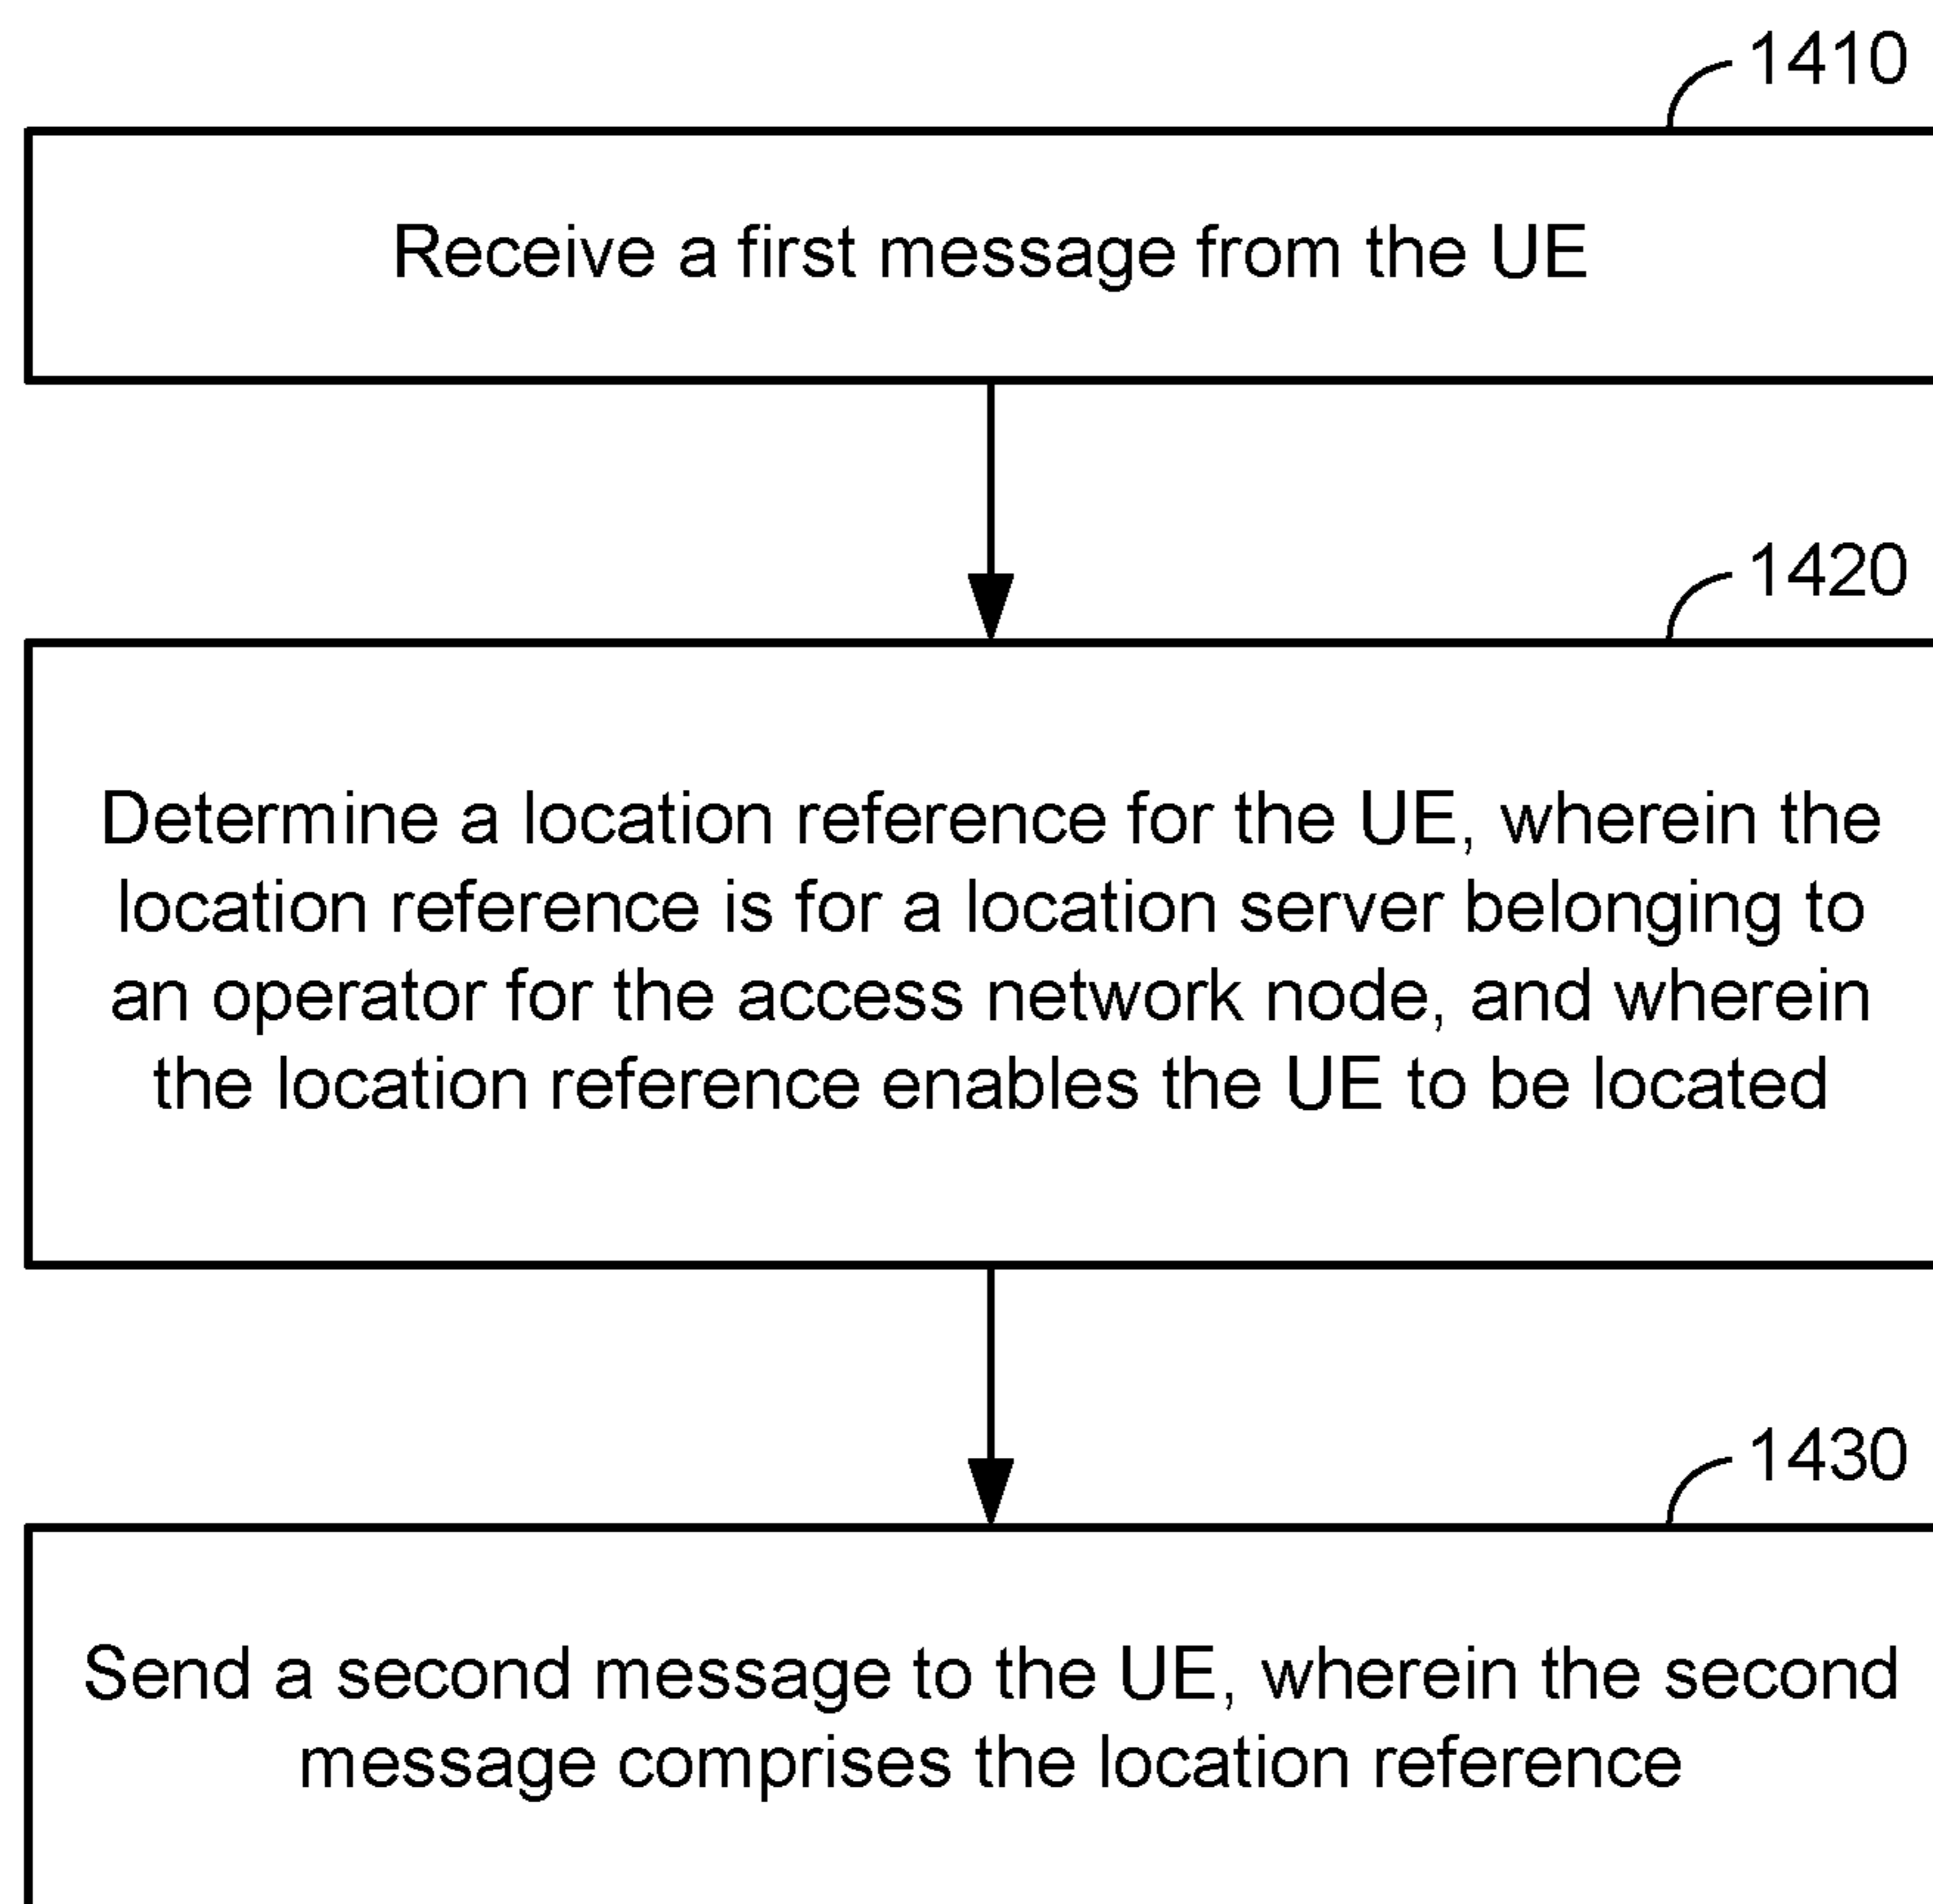 1410
Receive a first message from the UE
1420
Determine a location reference for the UE, wherein the
location reference is for a location server belonging to
an operator for the access network node, and wherein
the location reference enables the UE to be located
1430
Send a second message to the UE, wherein the second
message comprises the location reference